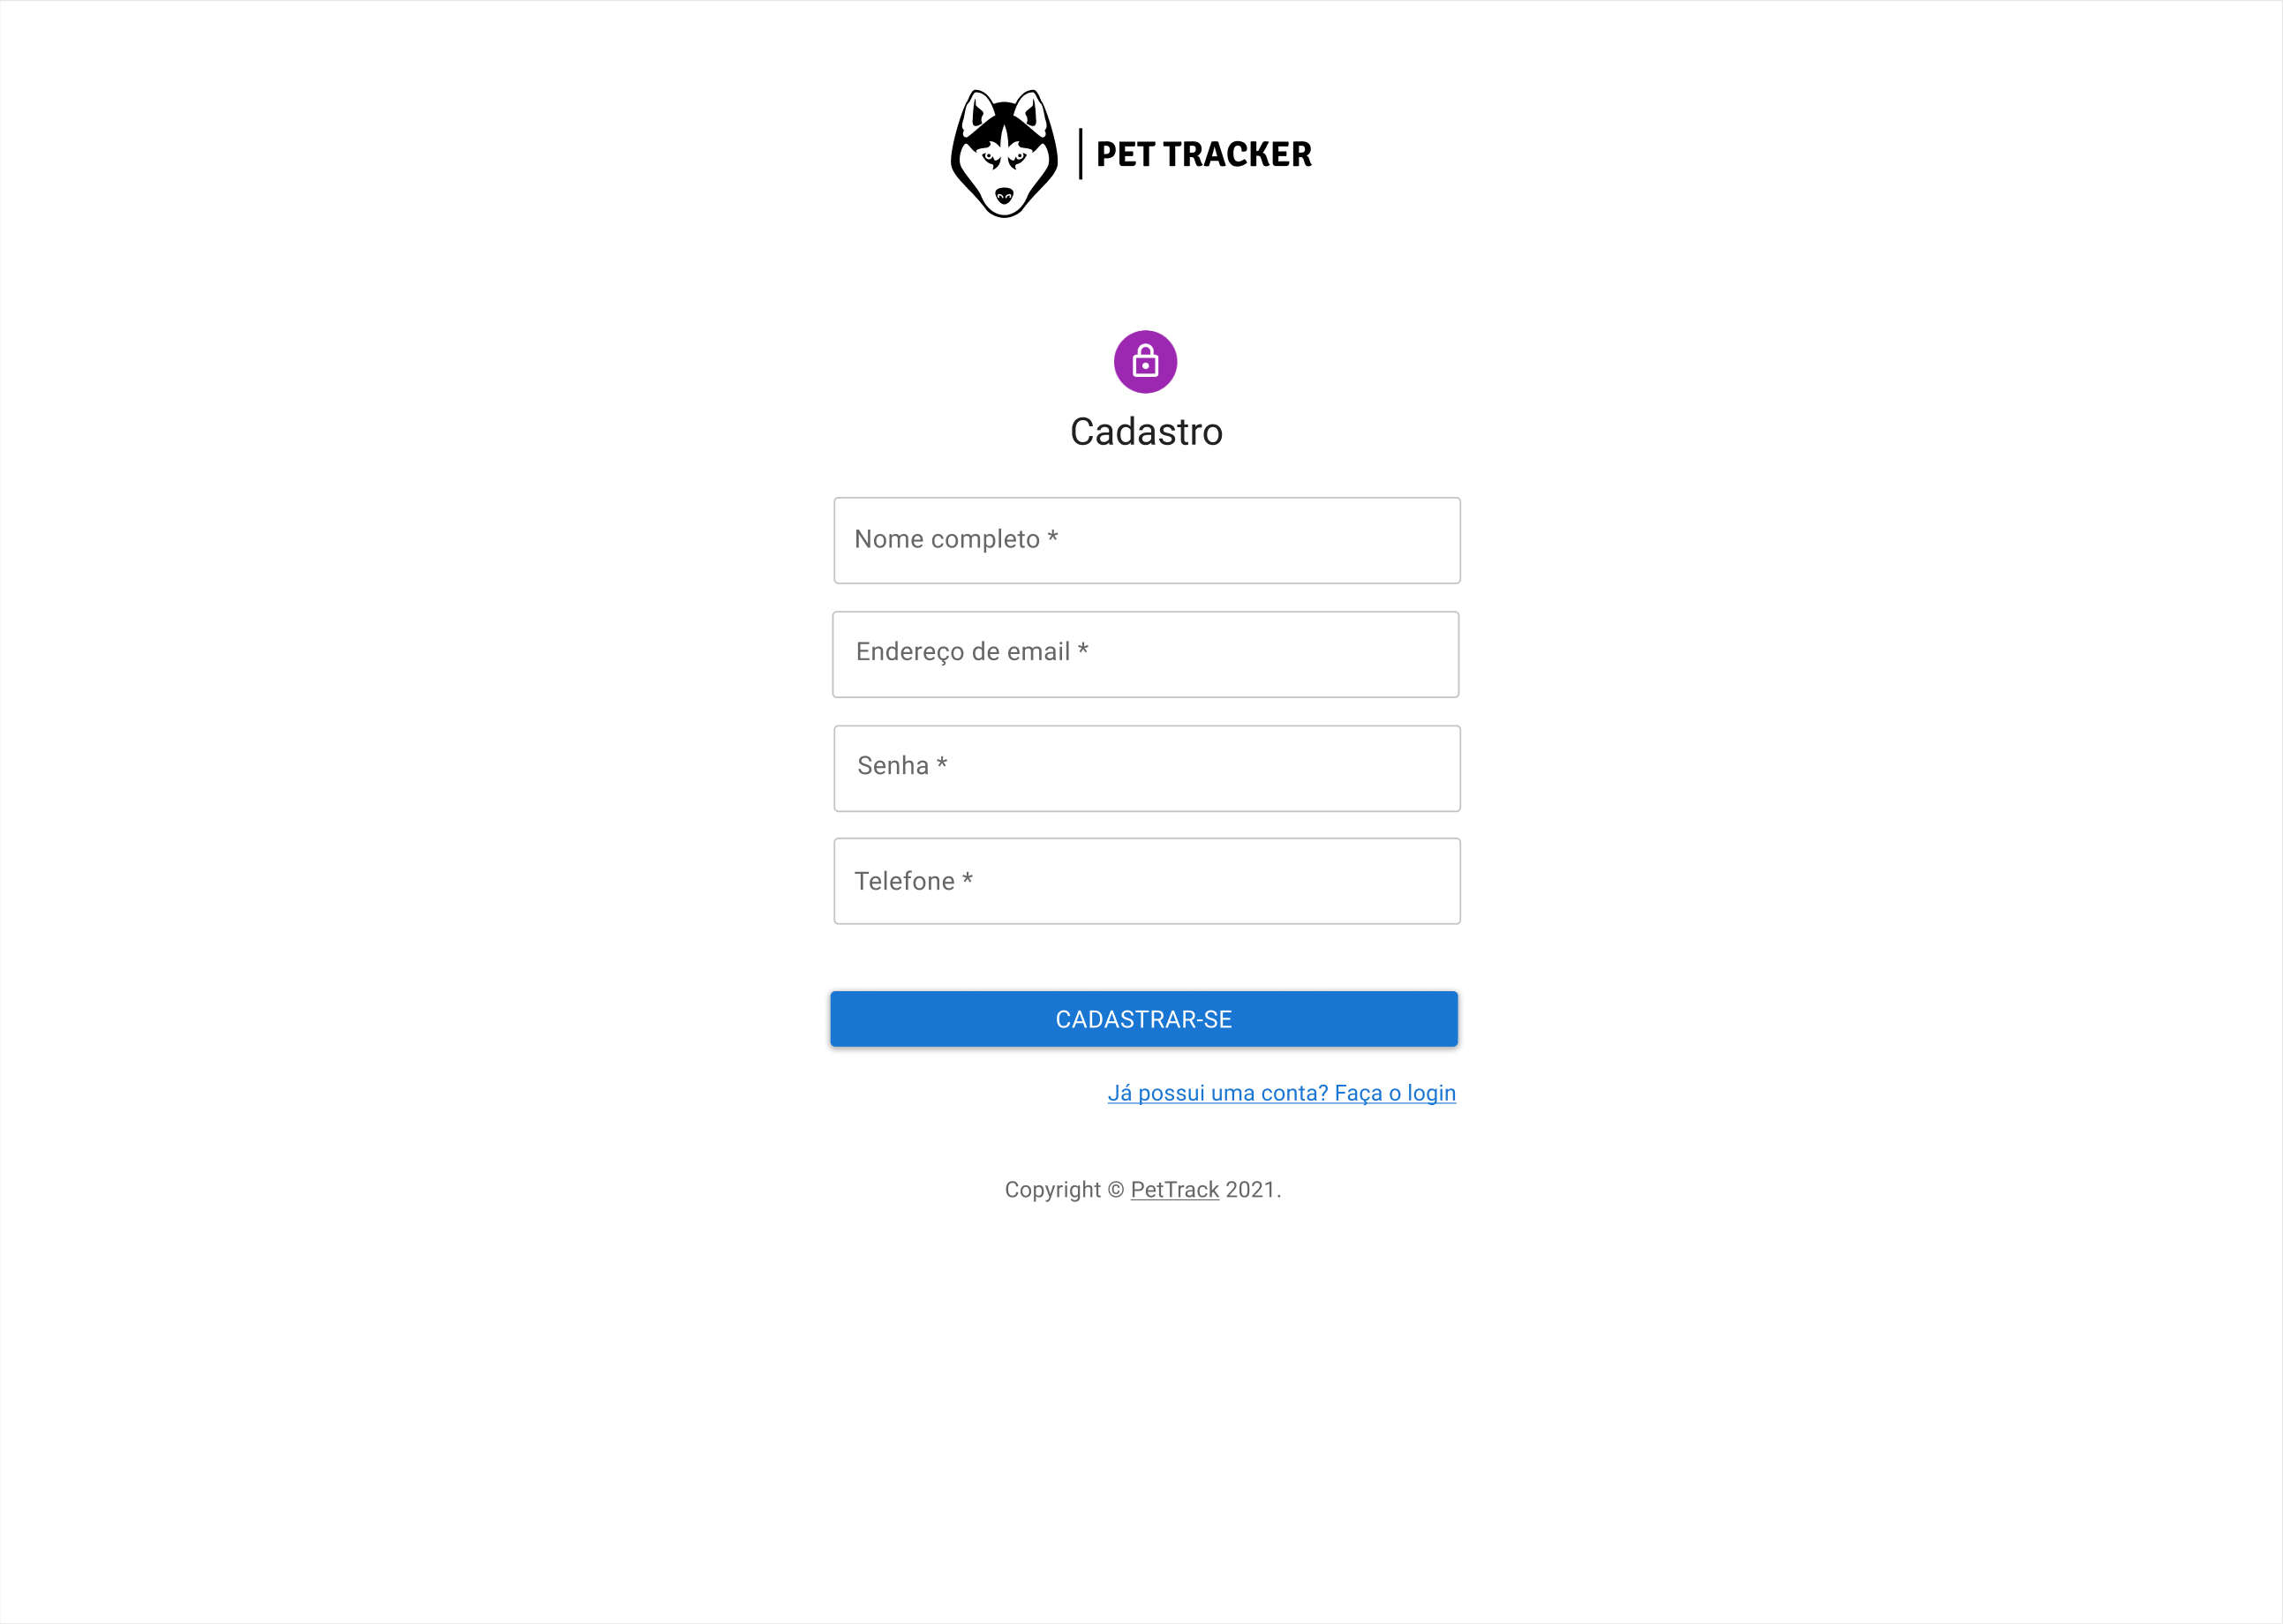 PET TRACKER
Cadastro
Nome completo *
Endereço de email *
Senha *
Telefone *
CADASTRAR-SE
Já possui uma conta? Faça o login
Copyright © PetTrack 2021.